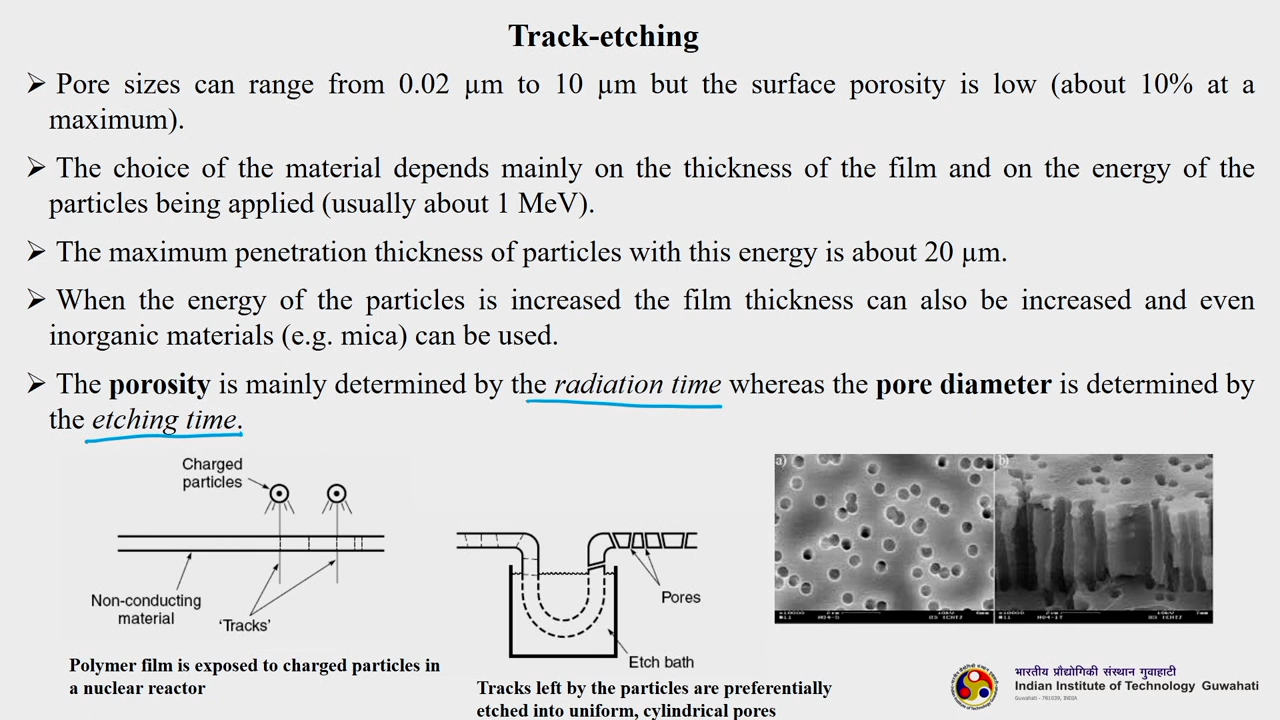 Track-etching
➢ Pore sizes can range from 0.02 µm to 10 µm but the surface porosity is low (about 10% at a
maximum).
➢ The choice of the material depends mainly on the thickness of the film and on the energy of the
particles being applied (usually about 1 MeV).
➢ The maximum penetration thickness of particles with this energy is about 20 µm.
➢ When the energy of the particles is increased the film thickness can also be increased and even
inorganic materials (e.g. mica) can be used.
➢ The porosity is mainly determined by the radiation time whereas the pore diameter is determined by
the etching time.
Charged
particles
Non-conducting
material
'Tracks'
Polymer film is exposed to charged particles in
a nuclear reactor
Pores
Etch bath
Tracks left by the particles are preferentially
etched into uniform, cylindrical pores
a)
b)
भारतीय प्रौद्योगिकी संस्थान गुवाहाटी
Indian Institute of Technology Guwahati
Guwahati - 781039, INDIA